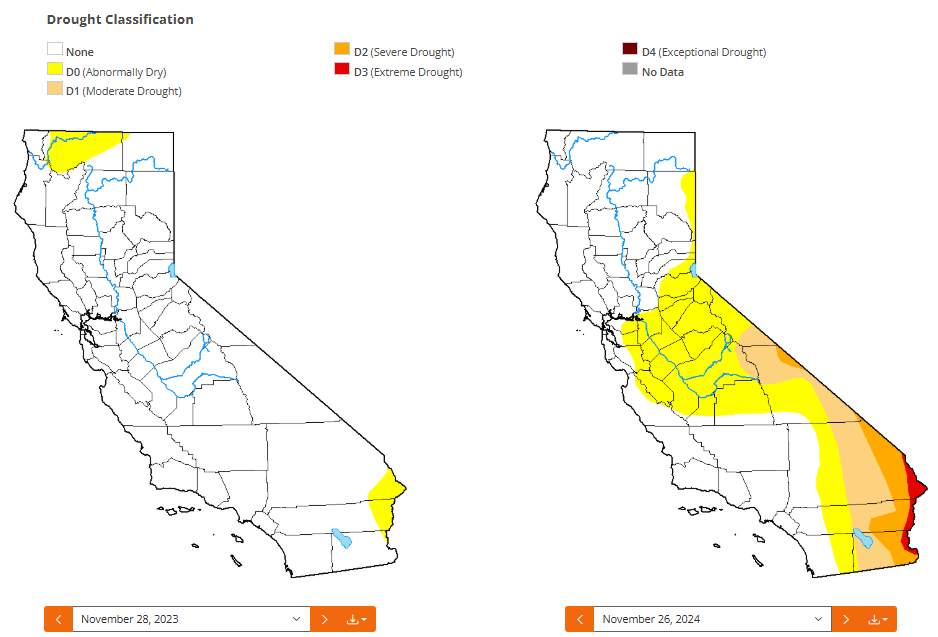 Drought Classification
None
D0 (Abnormally Dry)
D1 (Moderate Drought)
D2 (Severe Drought)
D3 (Extreme Drought)
D4 (Exceptional Drought)
No Data
November 28, 2023
November 26, 2024